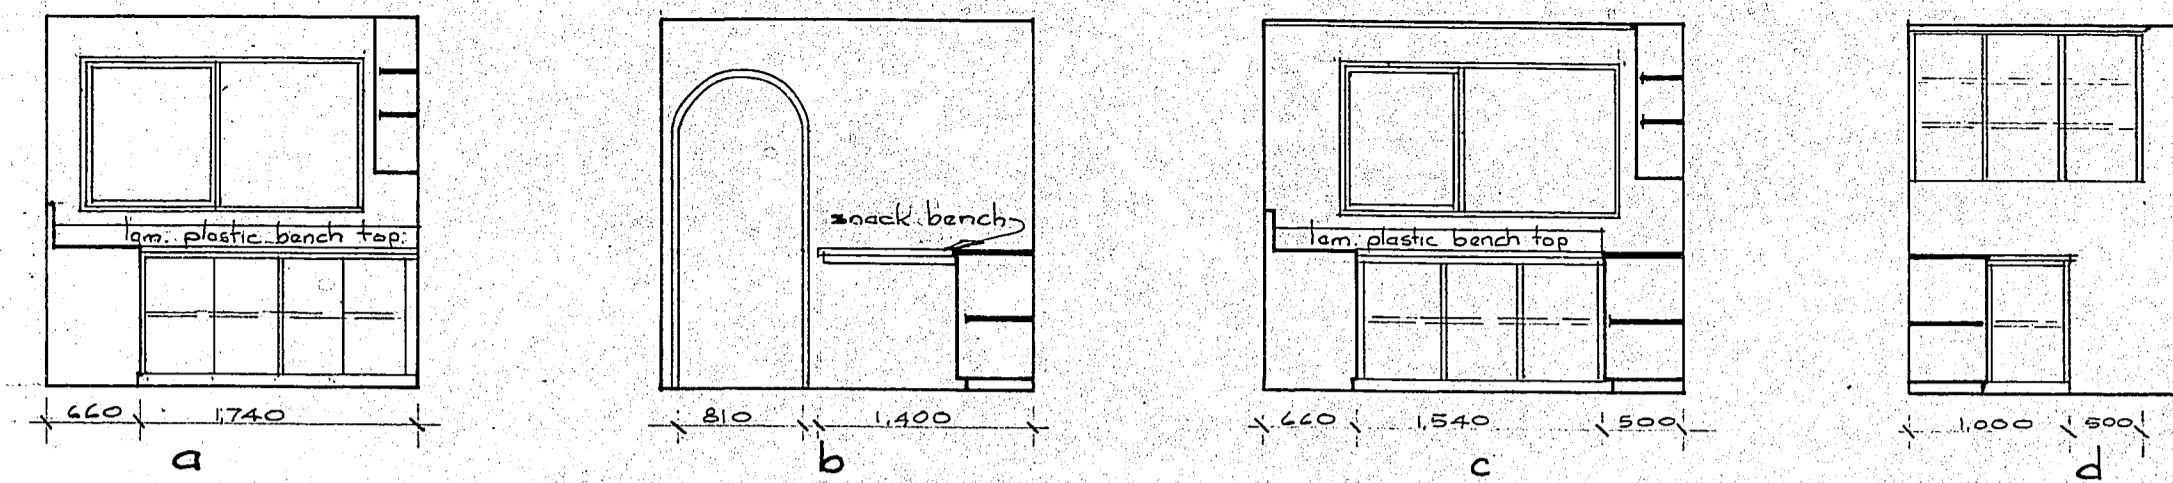 lam. plastic bench top.
660 1,740
a
snack bench
810 1,400
b
lam. plastic bench top
660 1,540 500
c
1,000 500
d